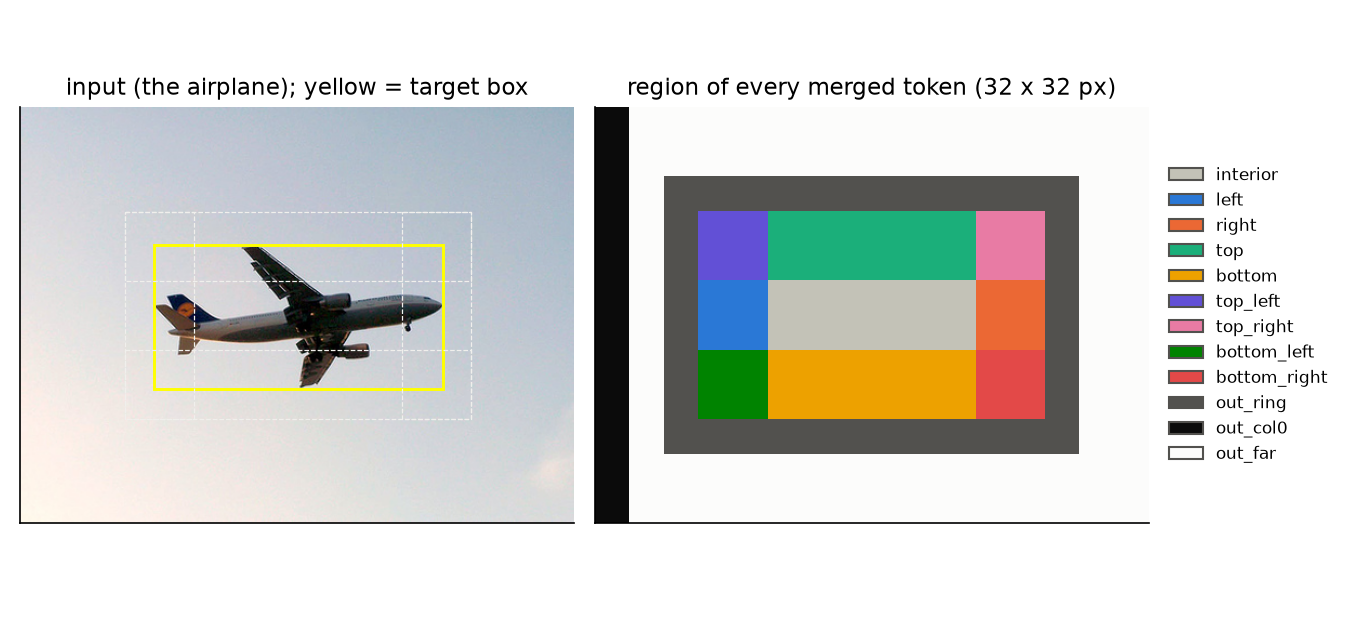 input (the airplane); yellow = target box
region of every merged token (32 x 32 px)
interior
left
right
top
bottom
top_left
top_right
bottom_left
bottom_right
out_ring
out_col0
out_far